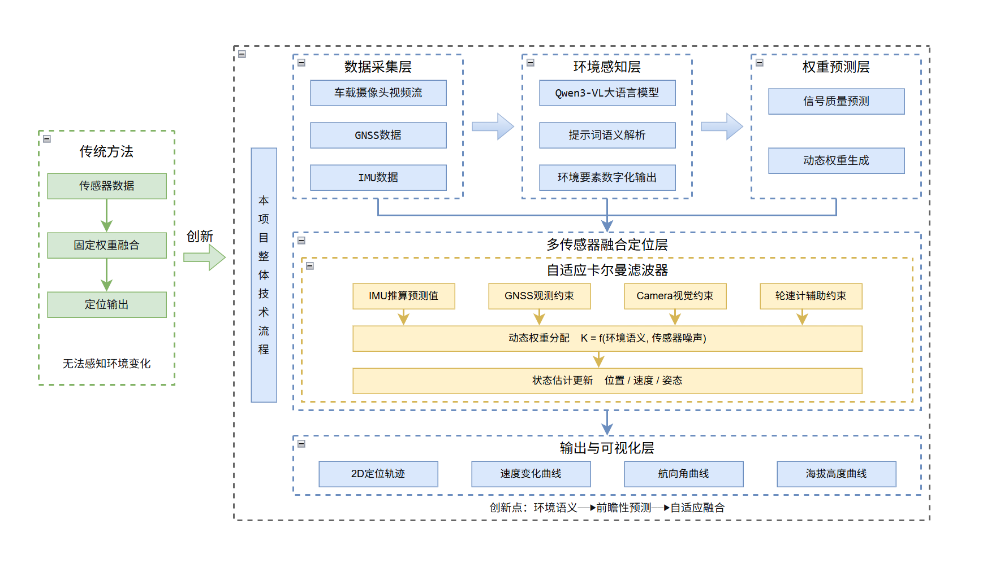 传统方法
传感器数据
固定权重融合
定位输出
无法感知环境变化
创新
本项目整体技术流程
数据采集层
车载摄像头视频流
GNSS数据
IMU数据
环境感知层
Qwen3-VL大语言模型
提示词语义解析
环境要素数字化输出
权重预测层
信号质量预测
动态权重生成
多传感器融合定位层
自适应卡尔曼滤波器
IMU推算预测值
GNSS观测约束
Camera视觉约束
轮速计辅助约束
动态权重分配 K = f(环境语义, 传感器噪声)
状态估计更新 位置 / 速度 / 姿态
输出与可视化层
2D定位轨迹
速度变化曲线
航向角曲线
海拔高度曲线
创新点：环境语义—▶前瞻性预测—▶自适应融合